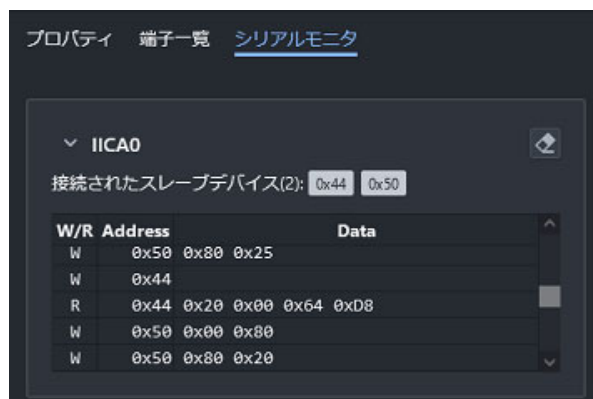 プロパティ 端子一覧 シリアルモニタ
IICA0
接続されたスレーブデバイス(2): 0x44 0x50
W/R Address Data
W 0x50 0x80 0x25
W 0x44
R 0x44 0x20 0x00 0x64 0xD8
W 0x50 0x00 0x80
W 0x50 0x80 0x20